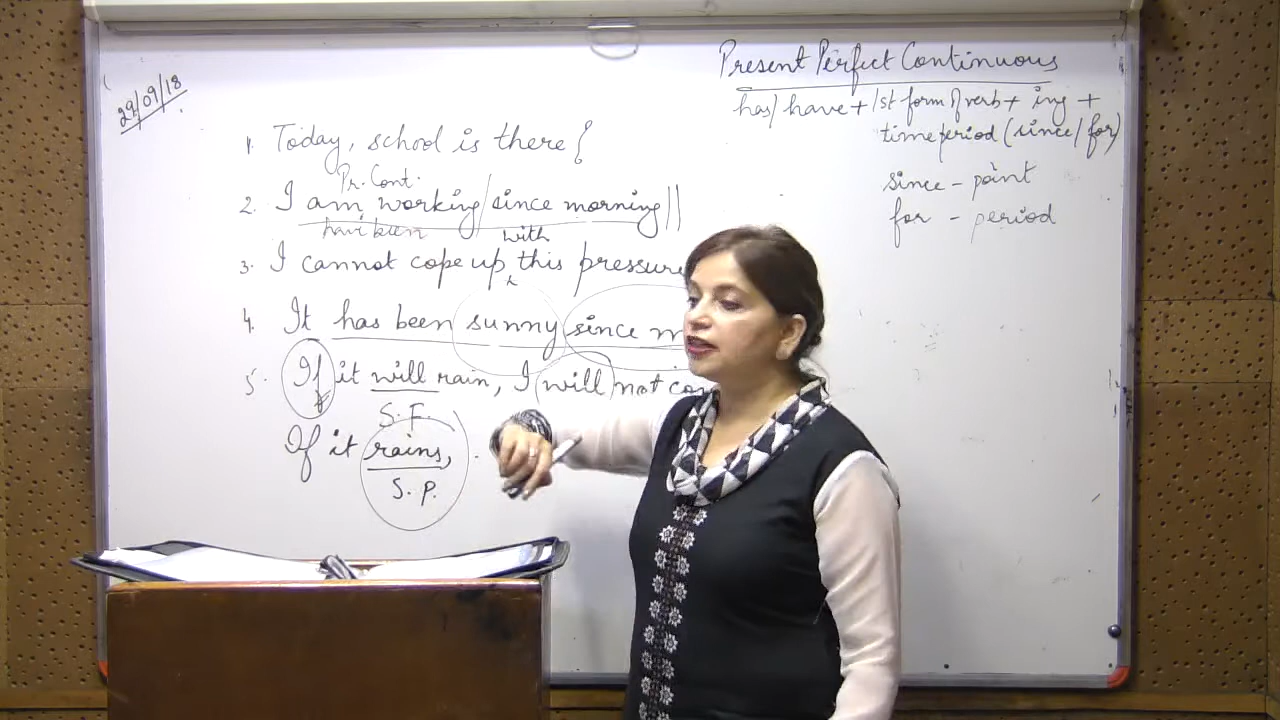 29/09/18
Present Perfect Continuous
has/have + 1st form of verb + ing +
time period (since/for)
since - point
for - period
1. Today, school is there {
Pr. Cont.
2. I am working/since morning||
have been
with
3. I cannot cope up this pressure
4. It has been sunny since
5. If it will rain, I will not
S. F.
If it rains,
S. P.